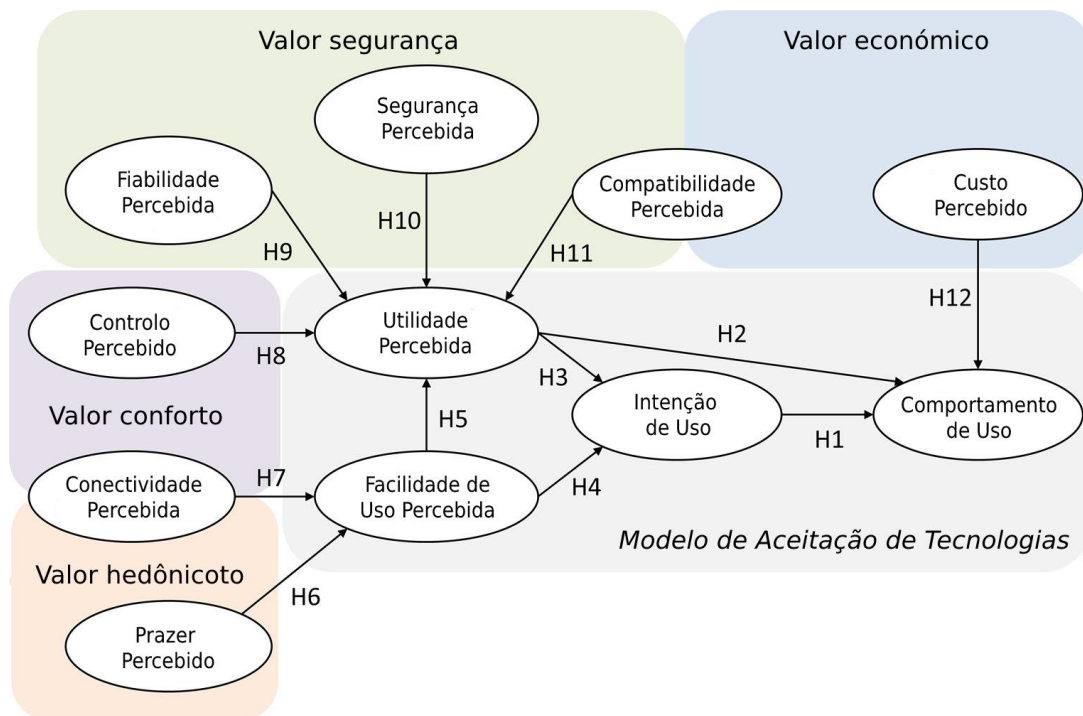 Valor segurança
Valor económico
Segurança
Percebida
Fiabilidade
Percebida
Compatibilidade
Percebida
Custo
Percebido
H10
H9
H11
H12
Controlo
Percebido
Utilidade
Percebida
H8
H2
H3
Valor conforto
H5
Intenção
de Uso
Comportamento
de Uso
H1
Conectividade
Percebida
H7
Facilidade de
Uso Percebida
H4
Modelo de Aceitação de Tecnologias
Valor hedônicoto
H6
Prazer
Percebido